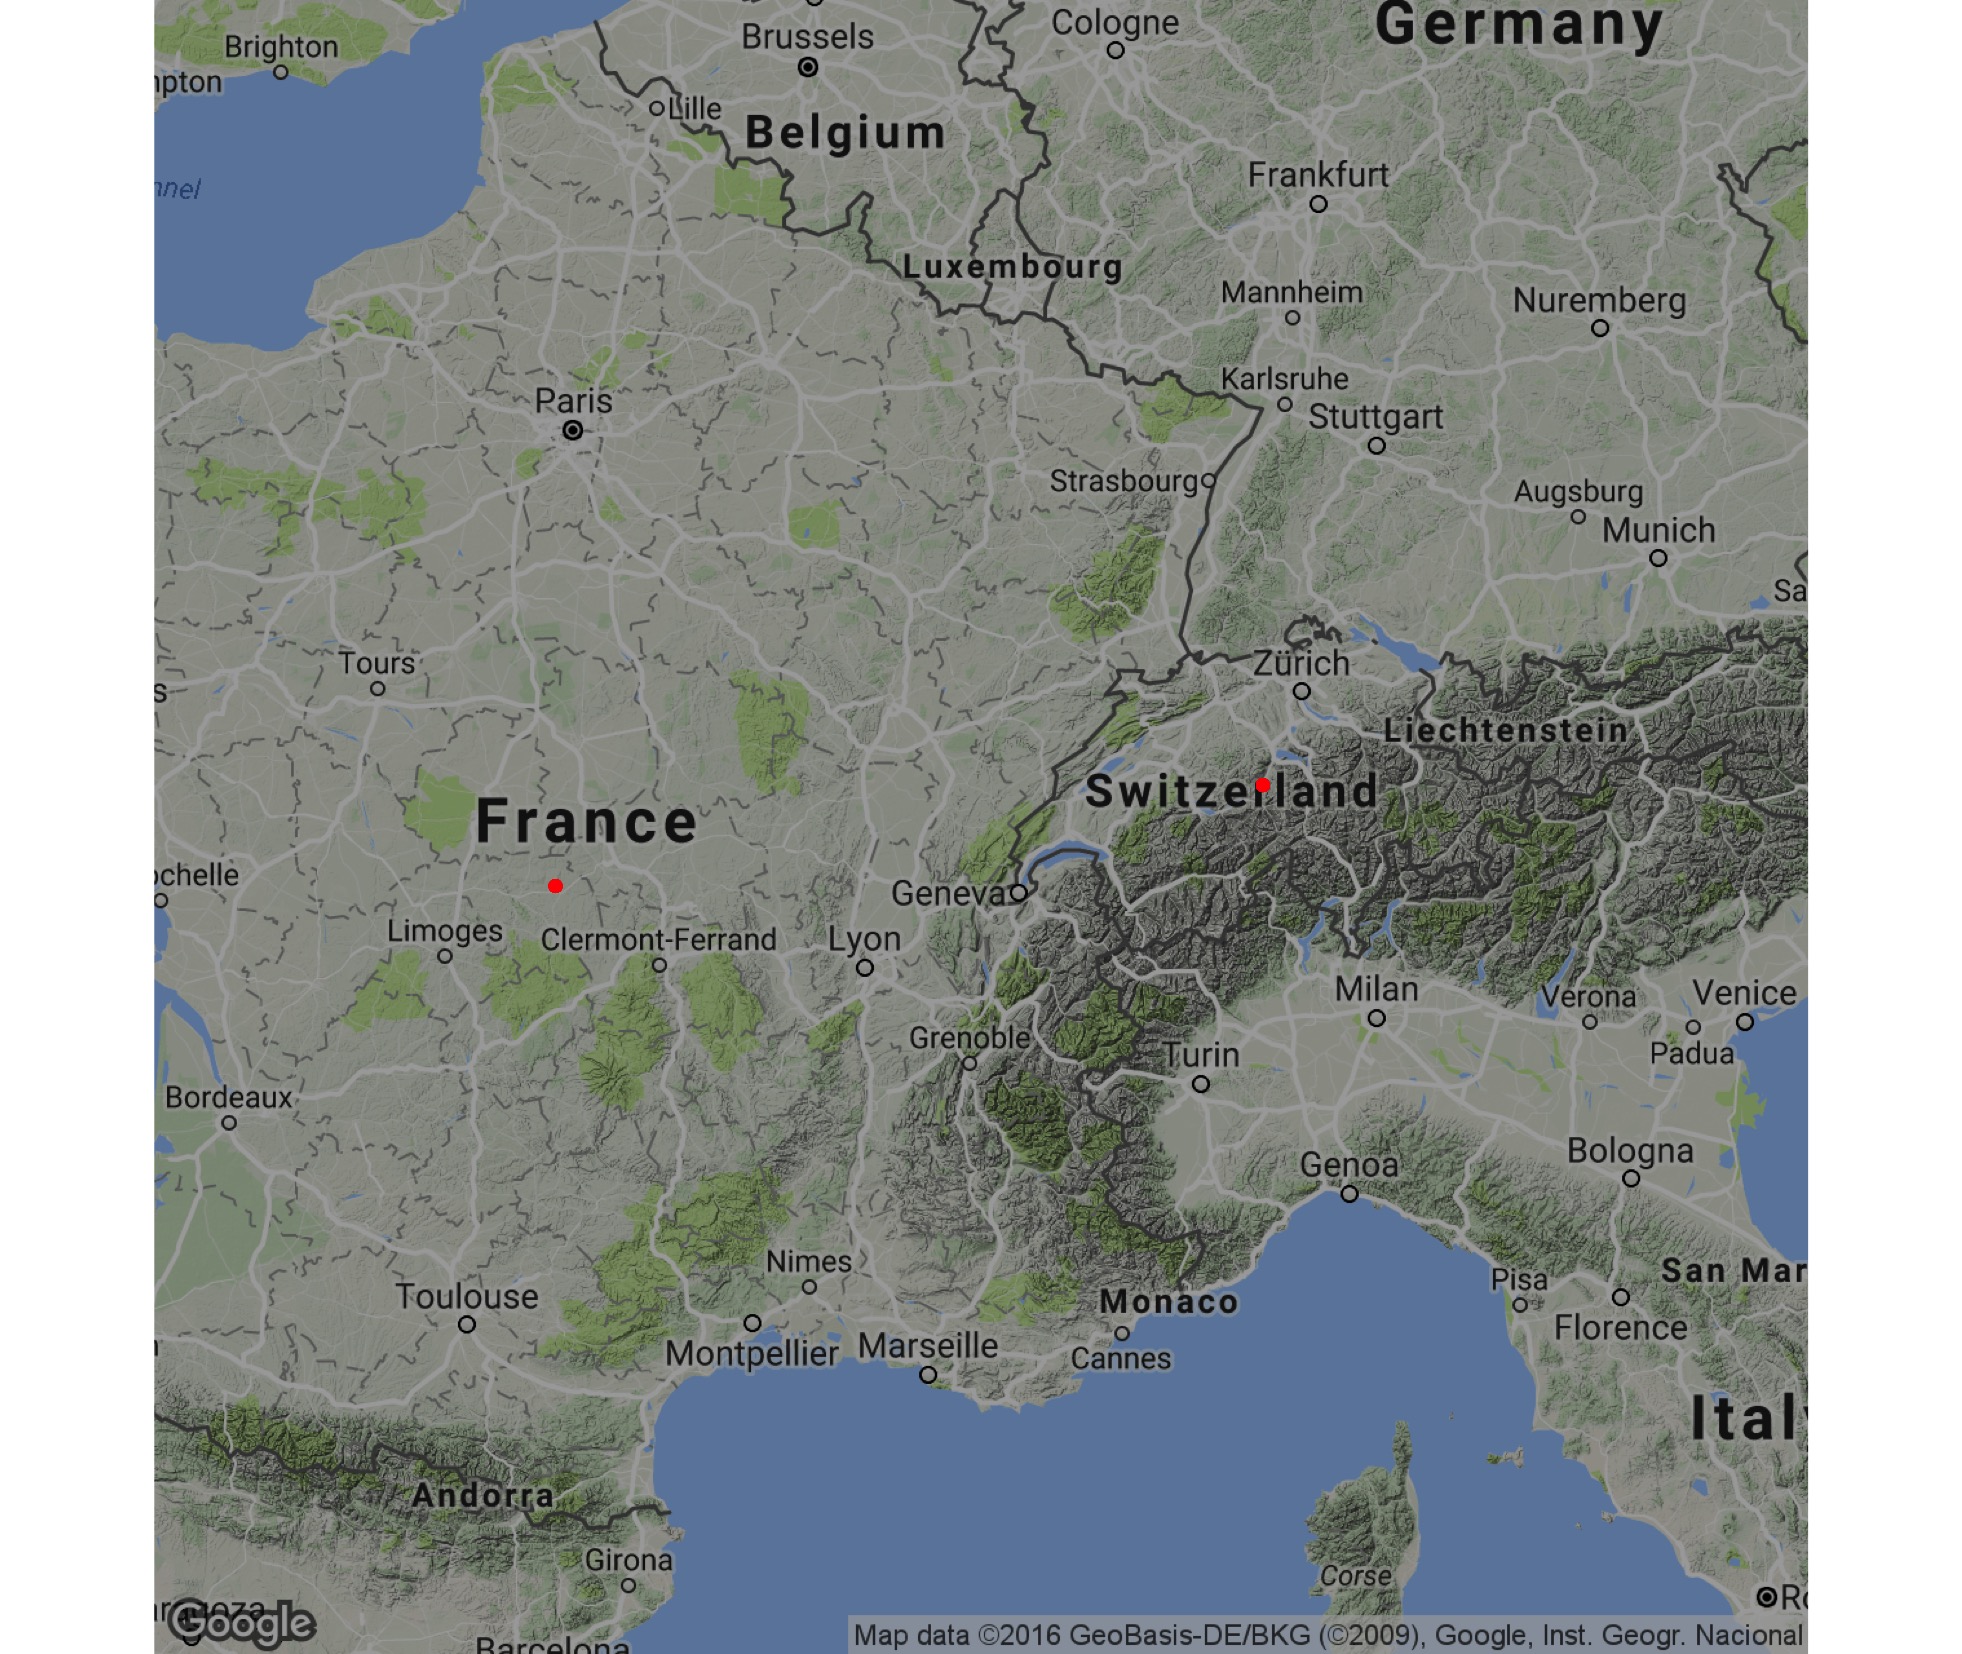 Cologne
Germany
Brighton
Brussels
npton
Lille
Belgium
Frankfurt
nnel
Luxembourg
Mannheim
Nuremberg
Karlsruhe
Paris
Stuttgart
Strasbourg
Augsburg
Munich
Sa
Tours
Zürich
s
Liechtenstein
Switzerland
France
ochelle
Geneva
Limoges
Clermont-Ferrand
Lyon
Milan
Verona
Venice
Grenoble
Turin
Padua
Bordeaux
Bologna
Genoa
Nimes
San Mar
Pisa
Toulouse
Monaco
Florence
Montpellier
Marseille
Cannes
Ital
Andorra
Girona
Corse
Ro
ragoza
Google
Barcelona
Map data ©2016 GeoBasis-DE/BKG (©2009), Google, Inst. Geogr. Nacional